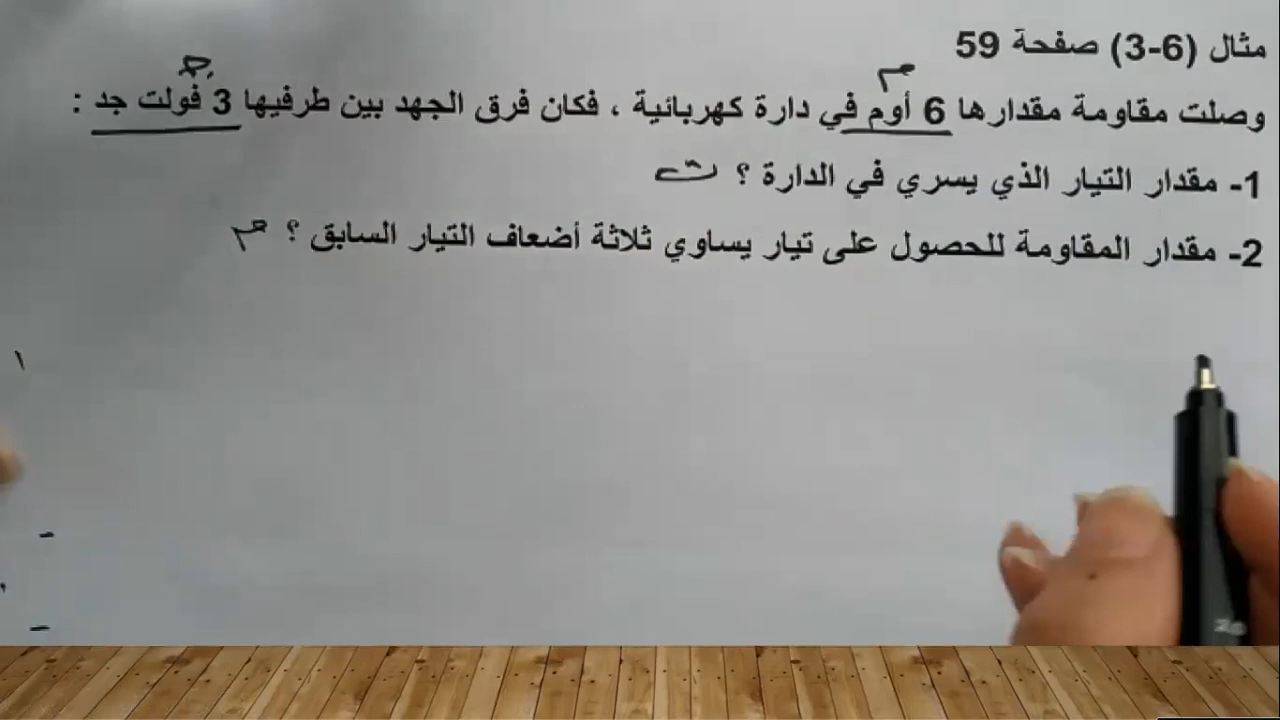 مثال (6-3) صفحة 59
م
جـ
وصلت مقاومة مقدارها 6 أوم في دارة كهربائية ، فكان فرق الجهد بين طرفيها 3 فولت جد :
1- مقدار التيار الذي يسري في الدارة ؟ ت
2- مقدار المقاومة للحصول على تيار يساوي ثلاثة أضعاف التيار السابق ؟ م